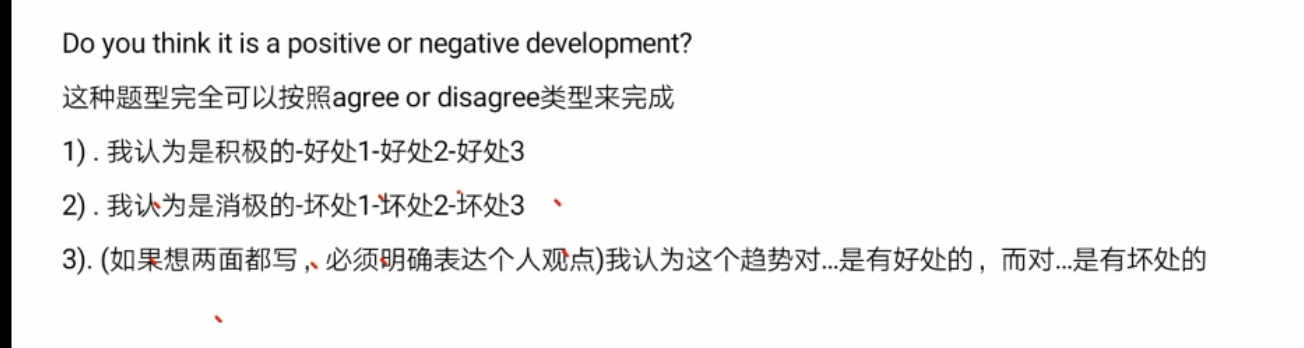 Do you think it is a positive or negative development?
这种题型完全可以按照agree or disagree类型来完成
1) . 我认为是积极的-好处1-好处2-好处3
2) . 我认为是消极的-坏处1-坏处2-坏处3
3). (如果想两面都写，必须明确表达个人观点)我认为这个趋势对...是有好处的，而对...是有坏处的